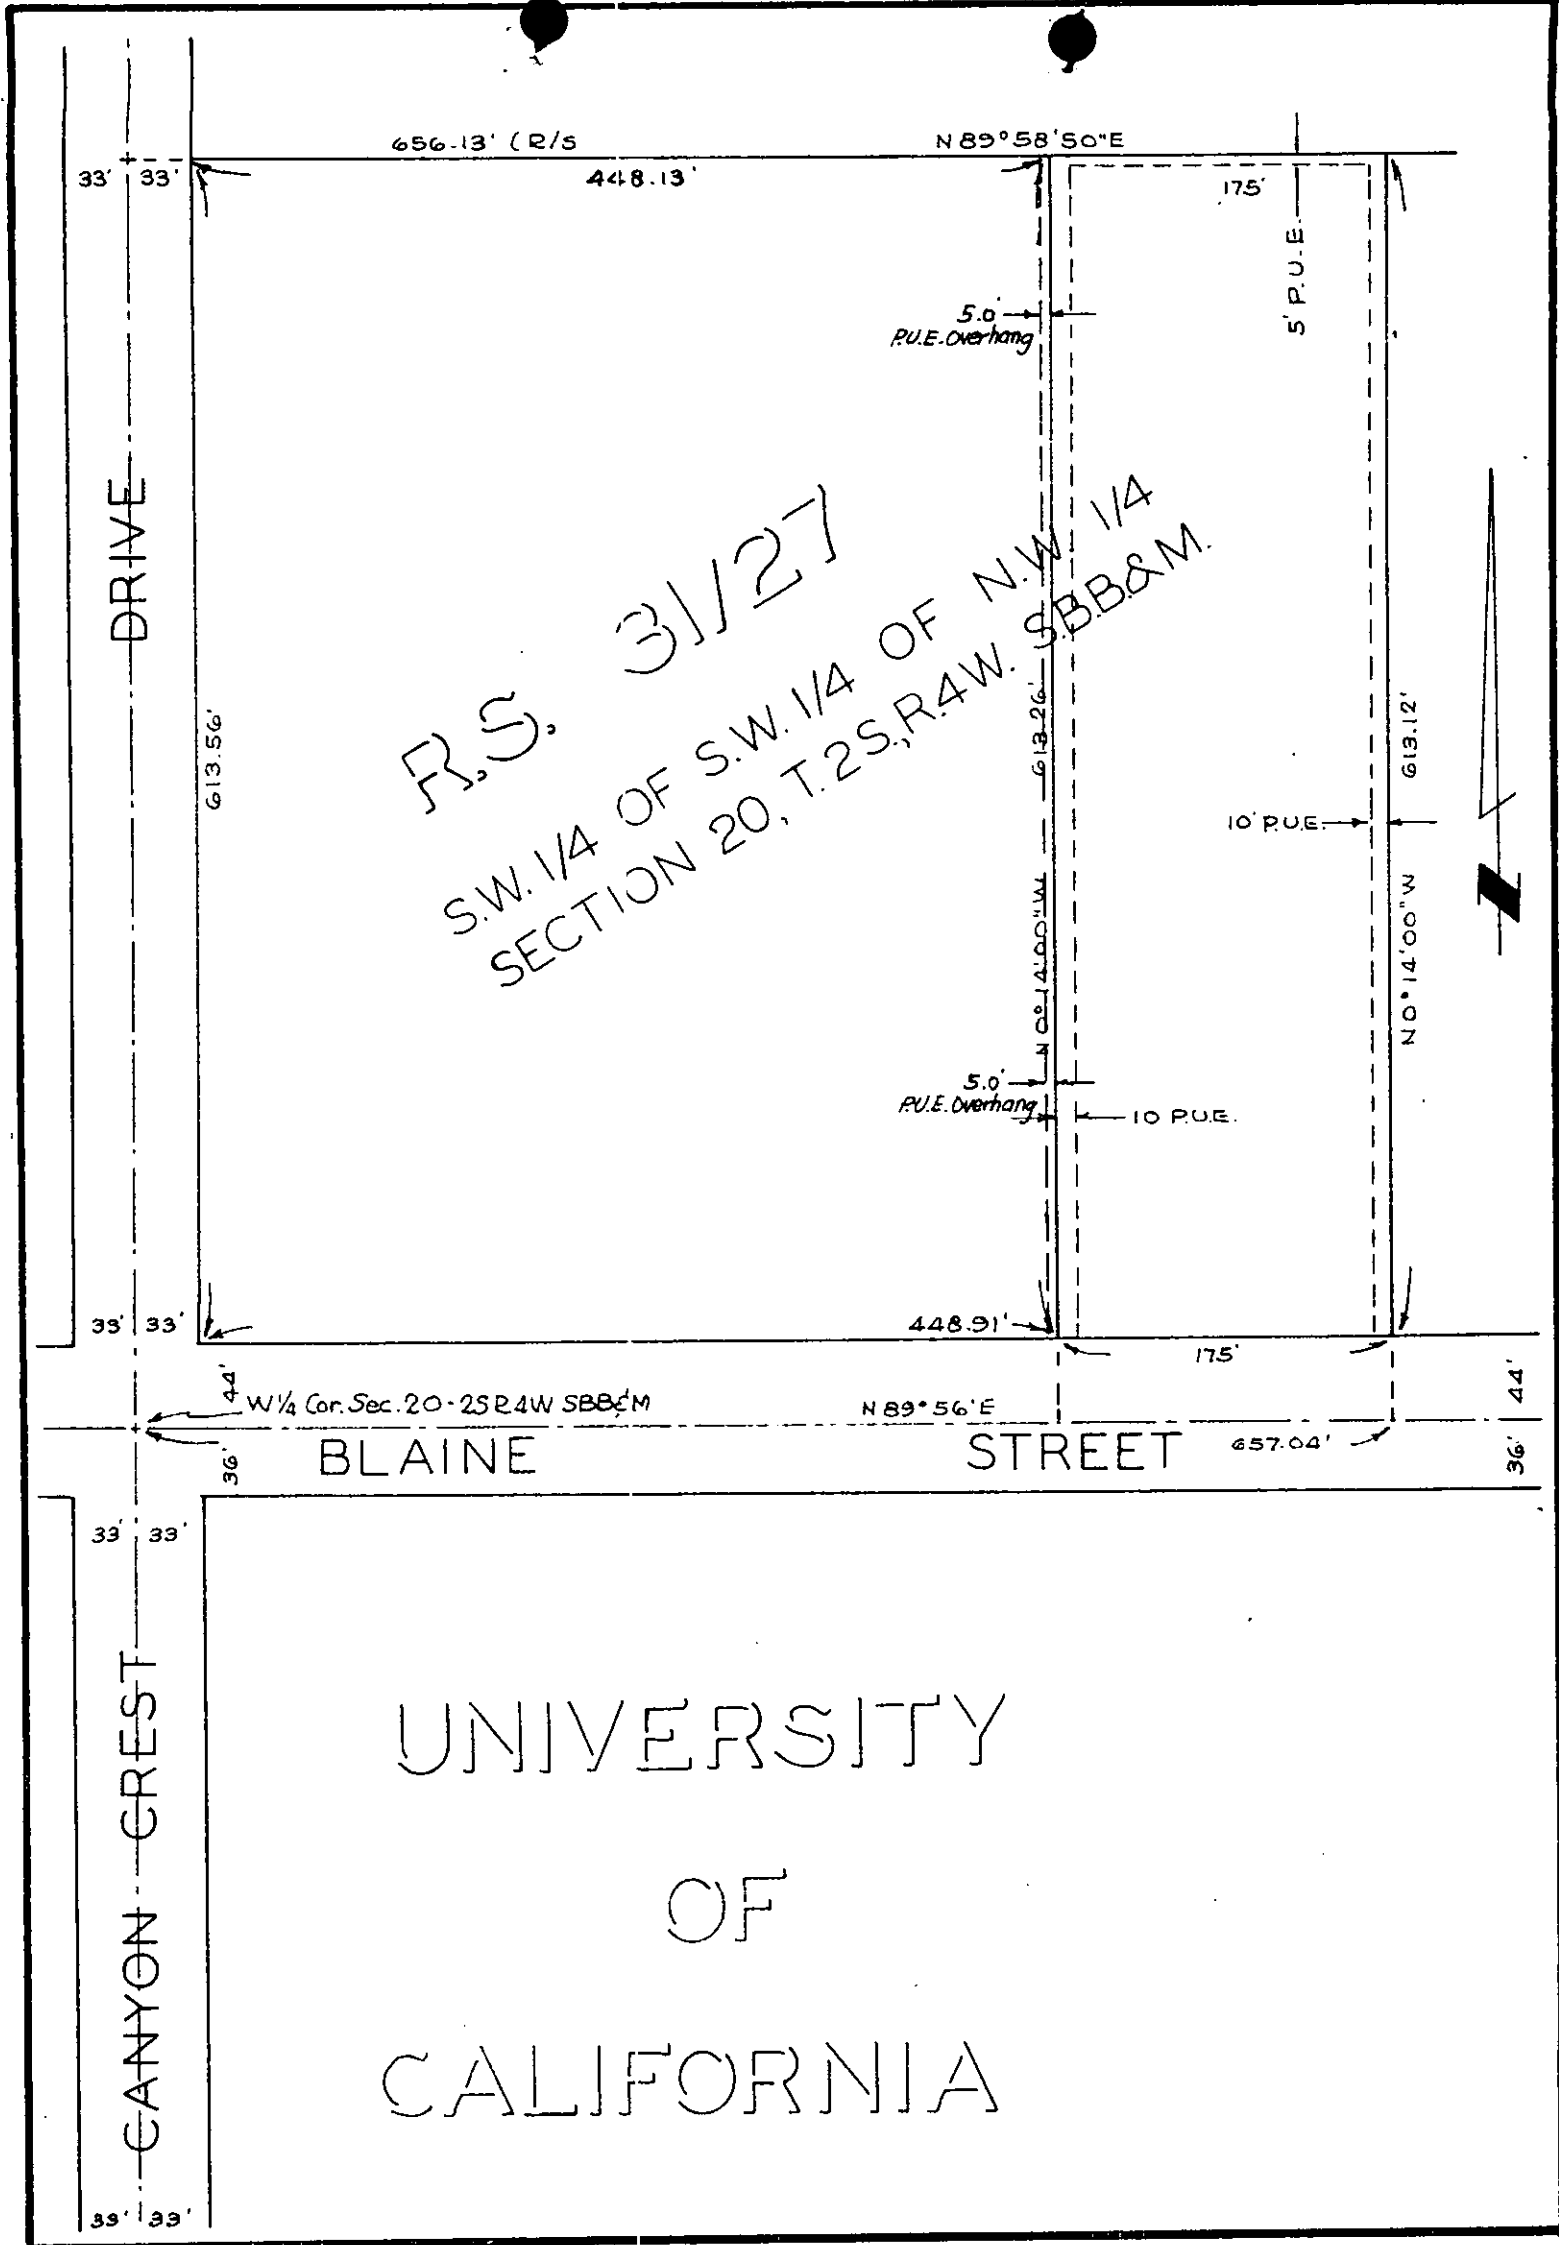 656.13' (R/S
N 89°58'50"E
33' 33'
448.13'
175'
5' P.U.E.
5.0'
P.U.E. Overhang
DRIVE
R.S. 31/27
S.W. 1/4 OF S.W. 1/4 OF N.W 1/4
SECTION 20, T.2S., R.4W. S.B.B.&M.
613.56'
613.26'
613.12'
10' P.U.E.
N 0°14'00"W
N 0°14'00"W
5.0'
P.U.E. Overhang
10 P.U.E.
33' 33'
448.91'
175'
44'
44'
W 1/4 Cor. Sec. 20-2S R4W SBB&M
N 89°56'E
BLAINE STREET
657.04'
36'
36'
33' 33'
CANYON CREST
UNIVERSITY
OF
CALIFORNIA
33' 33'